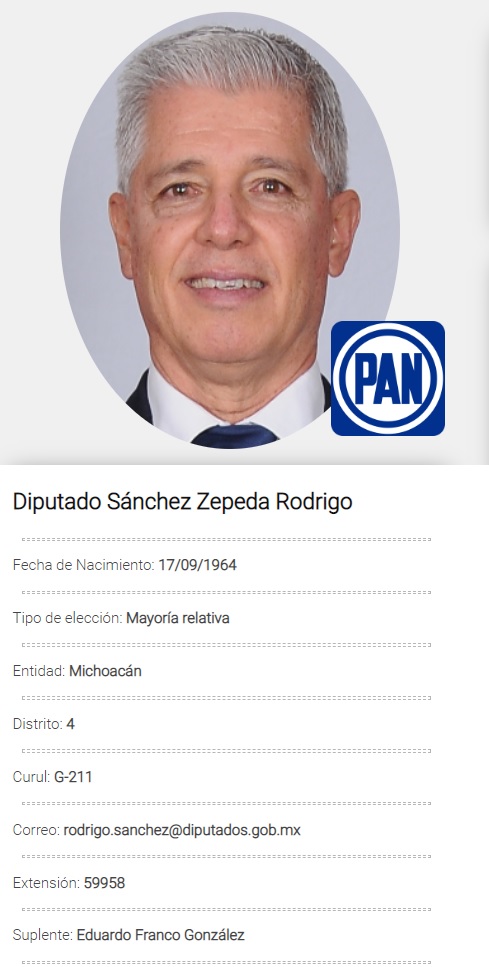 PAN
Diputado Sánchez Zepeda Rodrigo
Fecha de Nacimiento: 17/09/1964
Tipo de elección: Mayoría relativa
Entidad: Michoacán
Distrito: 4
Curul: G-211
Correo: rodrigo.sanchez@diputados.gob.mx
Extensión: 59958
Suplente: Eduardo Franco González